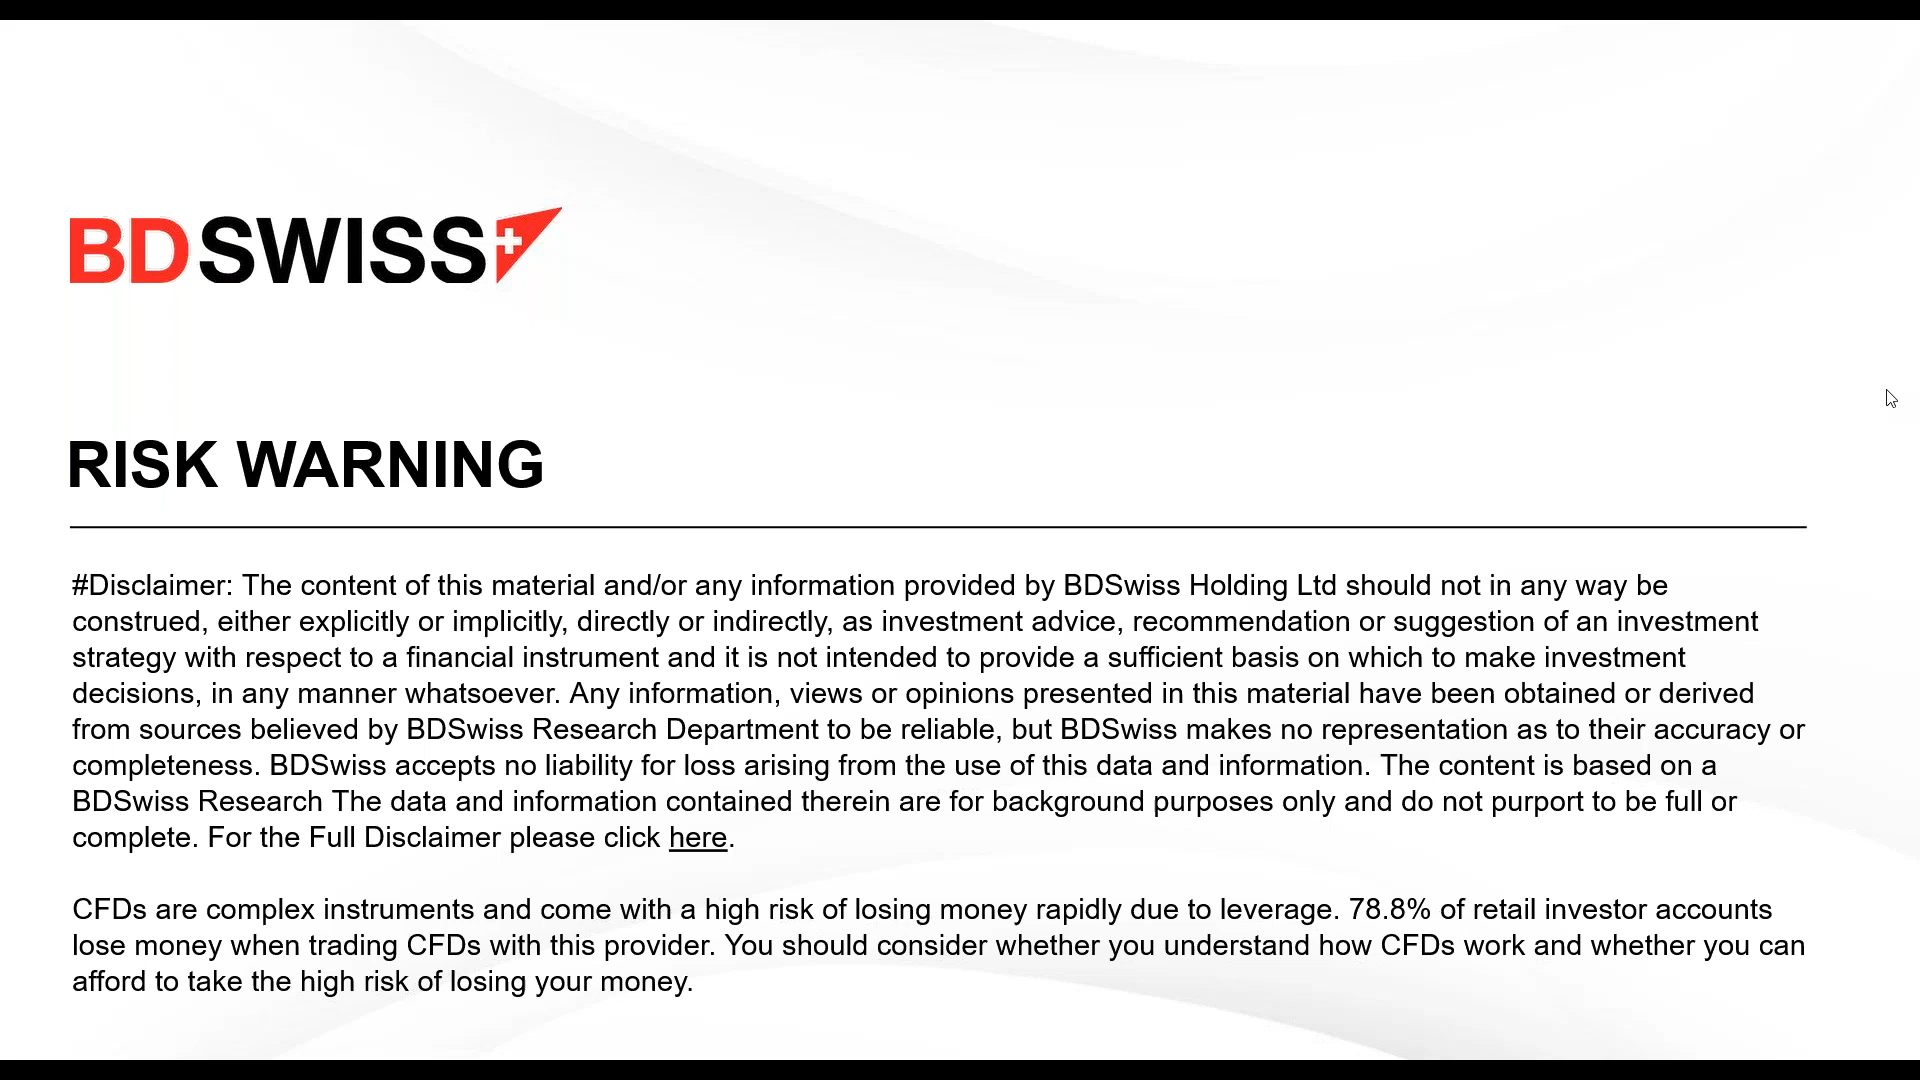 BDSWISS
RISK WARNING
#Disclaimer: The content of this material and/or any information provided by BDSwiss Holding Ltd should not in any way be
construed, either explicitly or implicitly, directly or indirectly, as investment advice, recommendation or suggestion of an investment
strategy with respect to a financial instrument and it is not intended to provide a sufficient basis on which to make investment
decisions, in any manner whatsoever. Any information, views or opinions presented in this material have been obtained or derived
from sources believed by BDSwiss Research Department to be reliable, but BDSwiss makes no representation as to their accuracy or
completeness. BDSwiss accepts no liability for loss arising from the use of this data and information. The content is based on a
BDSwiss Research The data and information contained therein are for background purposes only and do not purport to be full or
complete. For the Full Disclaimer please click here.
CFDs are complex instruments and come with a high risk of losing money rapidly due to leverage. 78.8% of retail investor accounts
lose money when trading CFDs with this provider. You should consider whether you understand how CFDs work and whether you can
afford to take the high risk of losing your money.